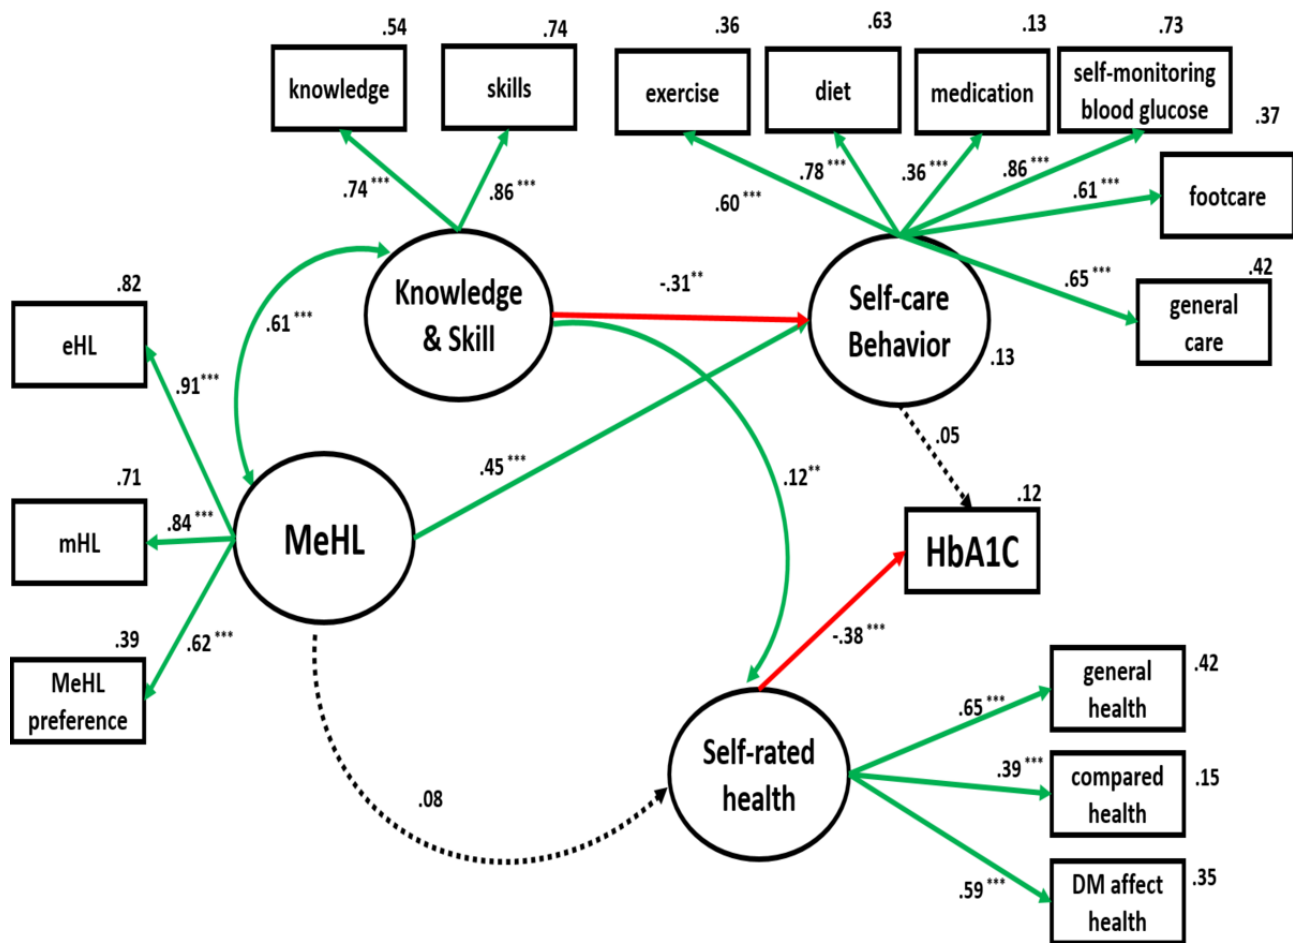 .54
.74
.36
.63
.13
.73
knowledge
skills
exercise
diet
medication
self-monitoring
blood glucose
.37
.74 ***
.86 ***
.60 ***
.78 ***
.36 ***
.86 ***
.61 ***
footcare
.65 ***
.42
general
care
Knowledge
& Skill
-.31**
Self-care
Behavior
.13
.82
eHL
.61 ***
.91***
.05
.71
mHL
.84 ***
MeHL
.45 ***
.12**
.12
HbA1C
.39
MeHL
preference
.62 ***
-.38 ***
general
health
.42
.65 ***
Self-rated
health
.39 ***
compared
health
.15
.08
.59 ***
DM affect
health
.35